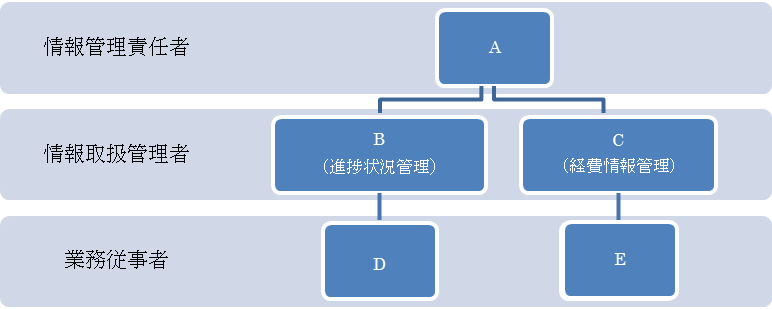 情報管理責任者
A
情報取扱管理者
B
（進捗状況管理）
C
（経費情報管理）
業務従事者
D
E